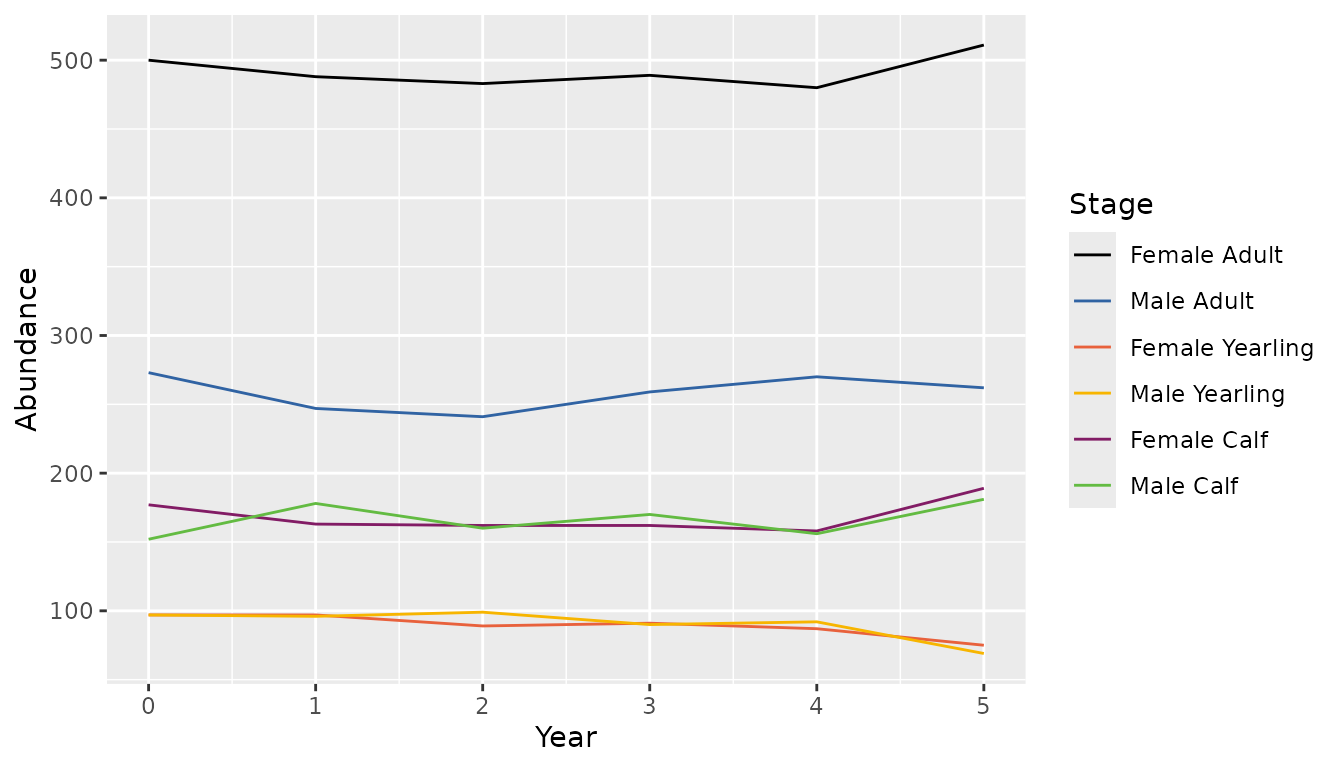 Abundance
500
400
300
200
100
0 1 2 3 4 5
Year
Stage
Female Adult
Male Adult
Female Yearling
Male Yearling
Female Calf
Male Calf